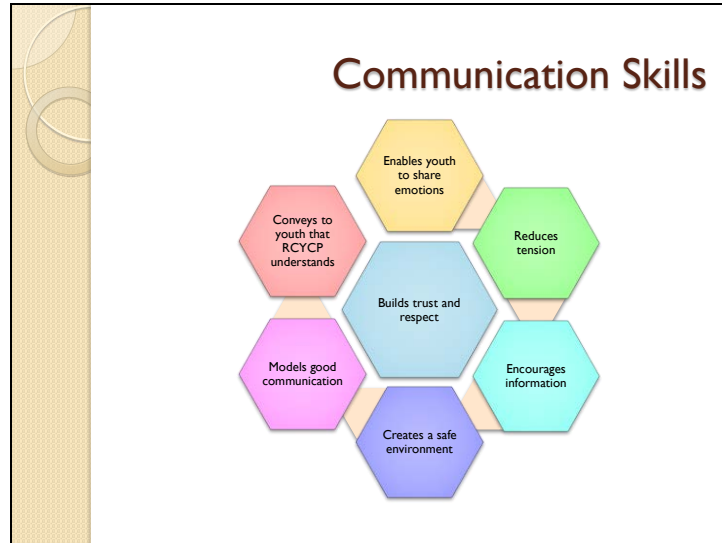 Communication Skills
Enables youth
to share
emotions
Reduces
tension
Encourages
information
Creates a safe
environment
Models good
communication
Conveys to
youth that
RCYCP
understands
Builds trust and
respect